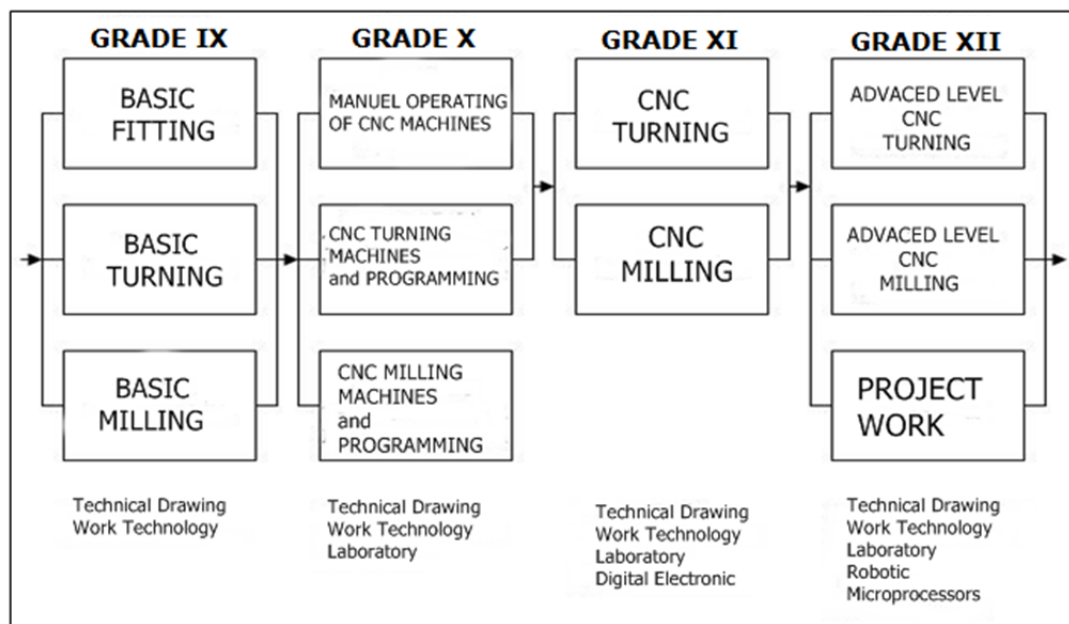 GRADE IX
GRADE X
GRADE XI
GRADE XII
BASIC
FITTING
BASIC
TURNING
BASIC
MILLING
Technical Drawing
Work Technology
MANUEL OPERATING
OF CNC MACHINES
CNC TURNING
MACHINES
and PROGRAMMING
CNC MILLING
MACHINES
and
PROGRAMMING
Technical Drawing
Work Technology
Laboratory
CNC
TURNING
CNC
MILLING
Technical Drawing
Work Technology
Laboratory
Digital Electronic
ADVACED LEVEL
CNC
TURNING
ADVACED LEVEL
CNC
MILLING
PROJECT
WORK
Technical Drawing
Work Technology
Laboratory
Robotic
Microprocessors